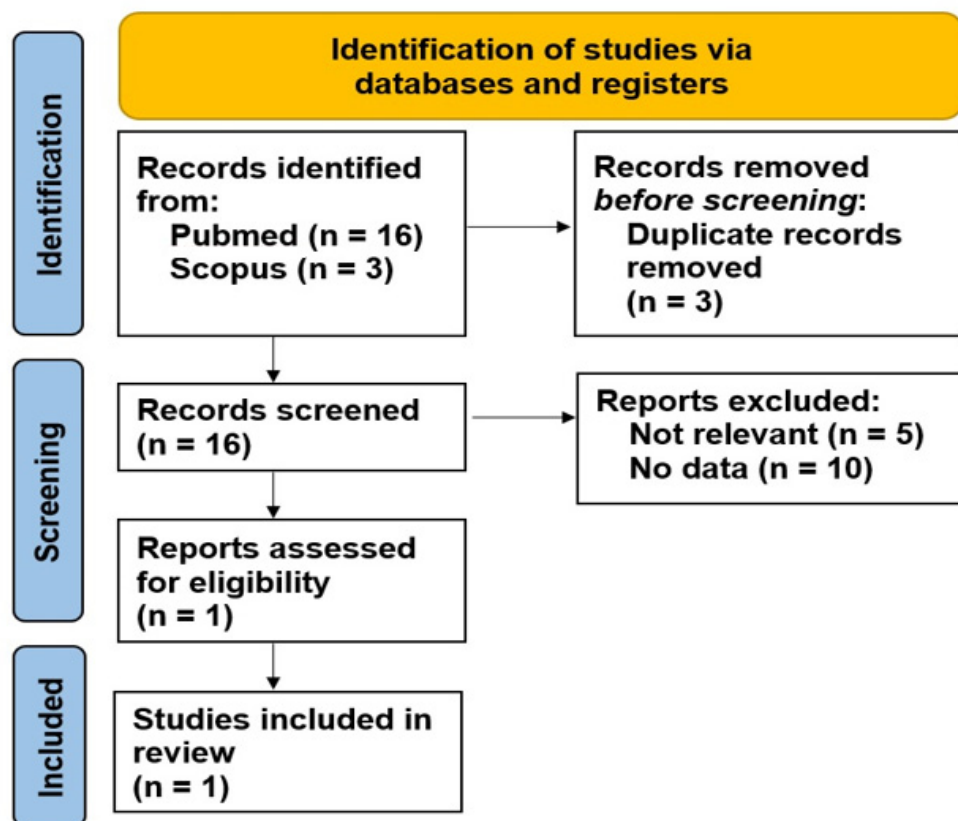 Identification of studies via
databases and registers
Identification
Records identified
from:
Pubmed (n = 16)
Scopus (n = 3)
Records removed
before screening:
Duplicate records
removed
(n = 3)
Screening
Records screened
(n = 16)
Reports excluded:
Not relevant (n = 5)
No data (n = 10)
Reports assessed
for eligibility
(n = 1)
Included
Studies included in
review
(n = 1)